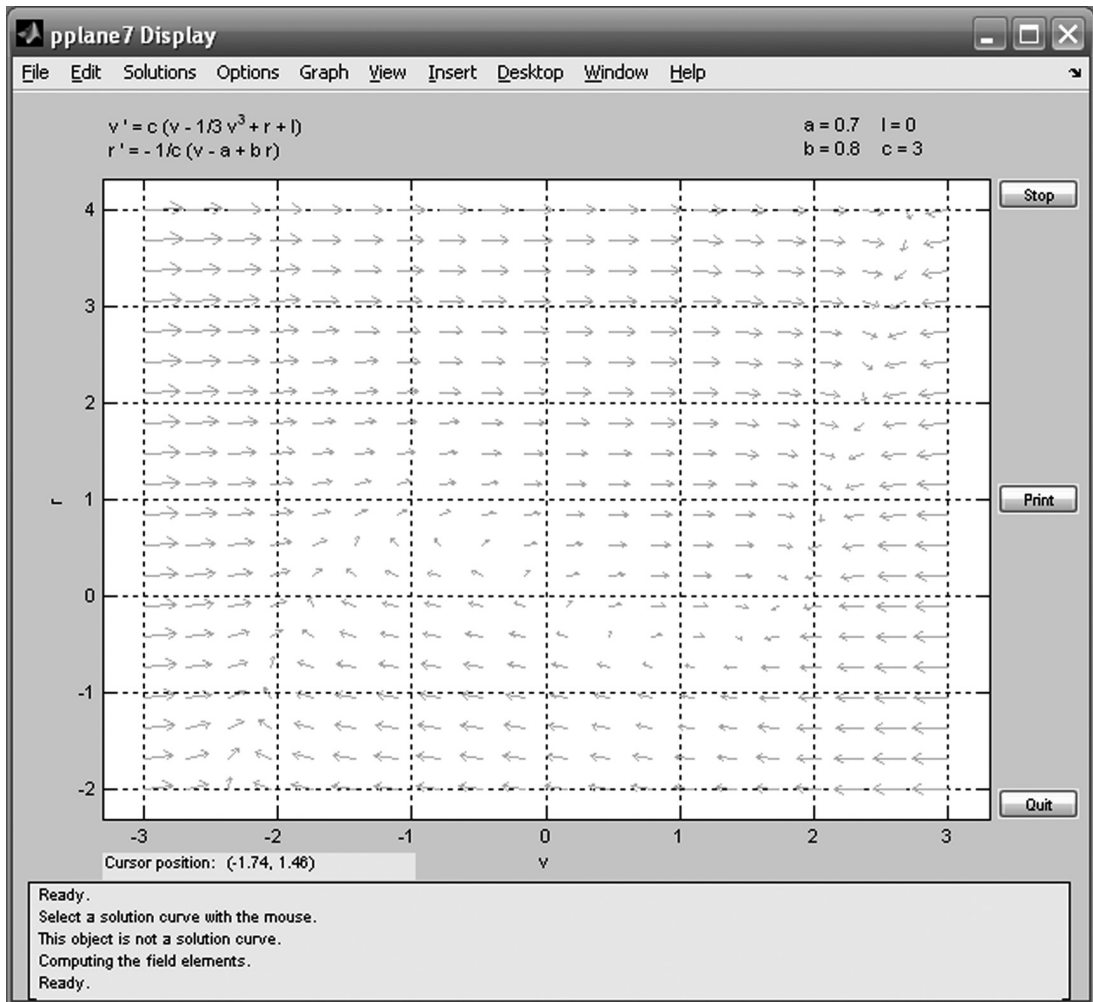 pplane7 Display
File Edit Solutions Options Graph View Insert Desktop Window Help
v ' = c (v - 1/3 v³ + r + I)
r ' = - 1/c (v - a + b r)
a = 0.7 I = 0
b = 0.8 c = 3
Stop
4
3
2
1
0
-1
-2
r
Print
Quit
-3 -2 -1 0 1 2 3
v
Cursor position: (-1.74, 1.46)
Ready.
Select a solution curve with the mouse.
This object is not a solution curve.
Computing the field elements.
Ready.